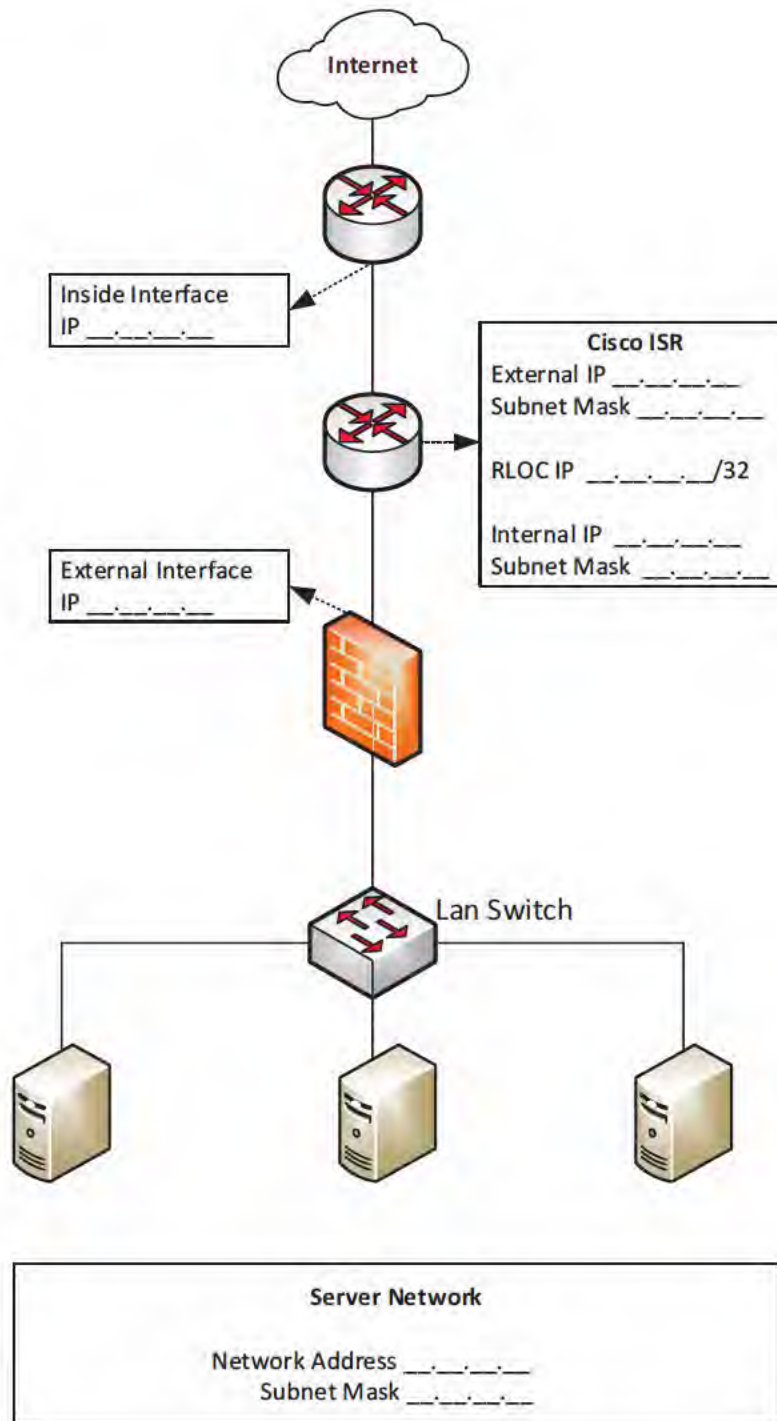 Internet
Inside Interface
IP __.__.__.__
Cisco ISR
External IP __.__.__.__
Subnet Mask __.__.__.__
RLOC IP __.__.__.__/32
Internal IP __.__.__.__
Subnet Mask __.__.__.__
External Interface
IP __.__.__.__
Lan Switch
Server Network
Network Address __.__.__.__
Subnet Mask __.__.__.__